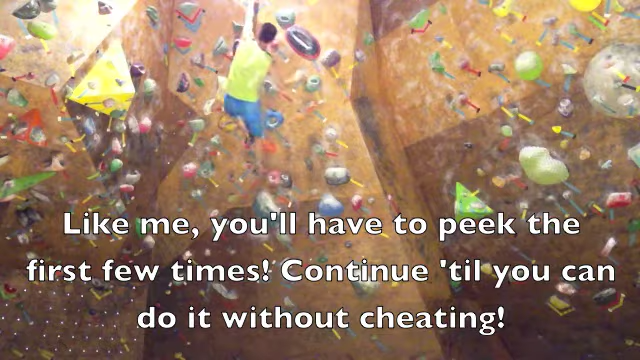 Like me, you'll have to peek the
first few times! Continue 'til you can
do it without cheating!